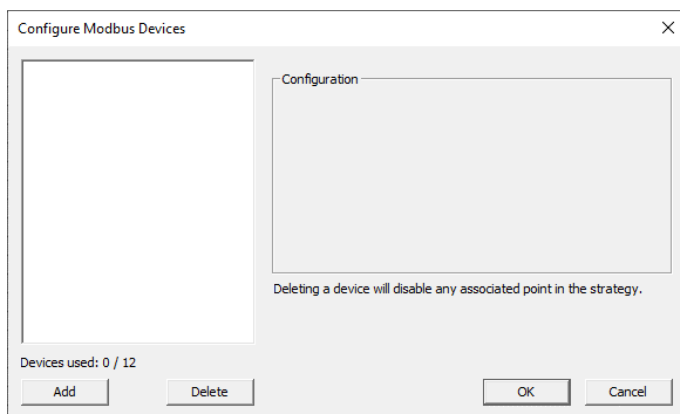 Configure Modbus Devices
Configuration
Deleting a device will disable any associated point in the strategy.
Devices used: 0 / 12
Add
Delete
OK
Cancel